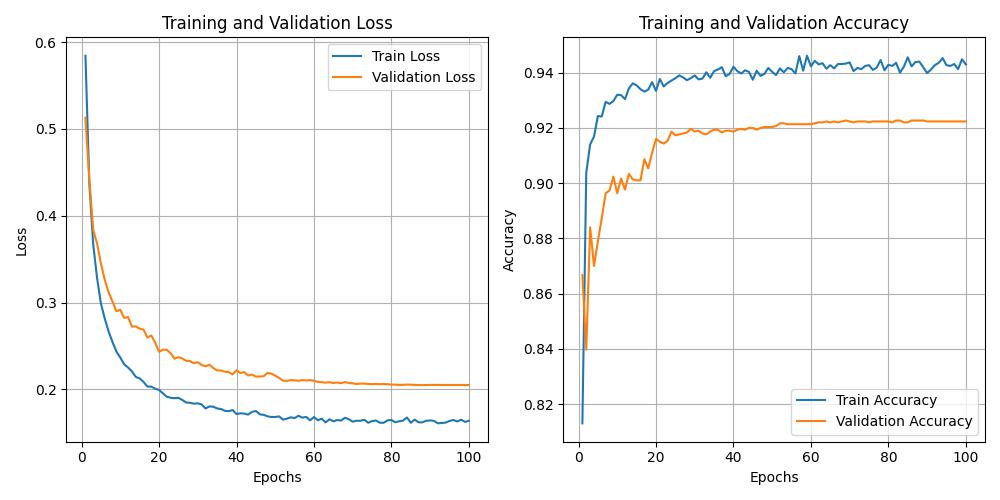 Training and Validation Loss
Training and Validation Accuracy
0.6
0.5
0.4
0.3
0.2
Loss
0
20
40
60
80
100
Epochs
Train Loss
Validation Loss
0.94
0.92
0.90
0.88
0.86
0.84
0.82
Accuracy
0
20
40
60
80
100
Epochs
Train Accuracy
Validation Accuracy